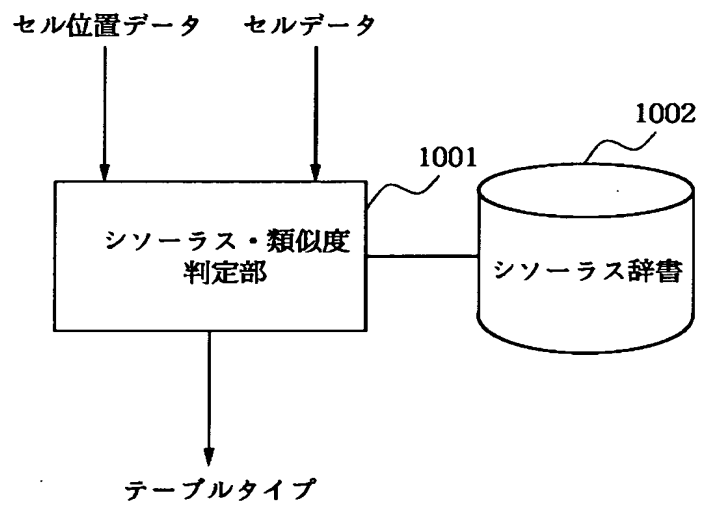 セル位置データ セルデータ
1002
1001
シソーラス・類似度
判定部
シソーラス辞書
テーブルタイプ